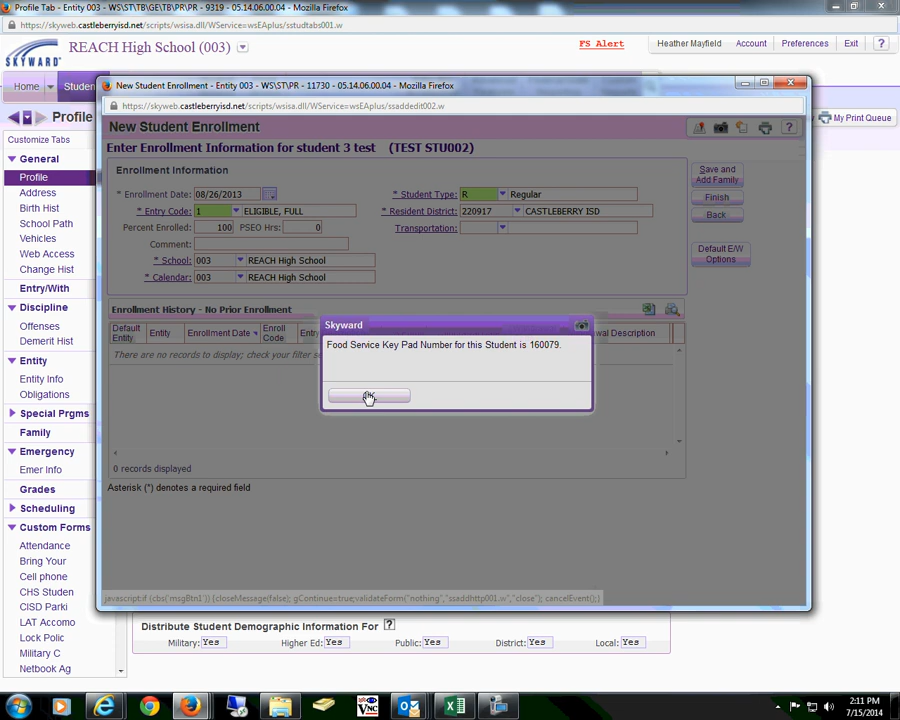 Profile Tab - Entity 003 - WS\ST\TB\GE\TG\PR\PR - 9319 - 05.14.06.00.04 - Mozilla Firefox
https://skyweb.castleberryisd.net/scripts/wsisa.dll/WService=wsEAplus/sstudtabs001.w
SKYWARD
REACH High School (003)
FS Alert
Heather Mayfield
Account
Preferences
Exit
?
Home
Studen
Profile
My Print Queue
Customize Tabs
General
Profile
Address
Birth Hist
School Path
Vehicles
Web Access
Change Hist
Entry/With
Discipline
Offenses
Demerit Hist
Entity
Entity Info
Obligations
Special Prgms
Family
Emergency
Emer Info
Grades
Scheduling
Custom Forms
Attendance
Bring Your
Cell phone
CHS Studen
CISD Parki
LAT Accomo
Lock Polic
Military C
Netbook Ag
New Student Enrollment - Entity 003 - WS\ST\PR - 11730 - 05.14.06.00.04 - Mozilla Firefox
https://skyweb.castleberryisd.net/scripts/wsisa.dll/WService=wsEAplus/ssaddedit002.w
New Student Enrollment
?
Enter Enrollment Information for student 3 test (TEST STU002)
Enrollment Information
* Enrollment Date: 08/26/2013
* Student Type: R Regular
* Entry Code: 1 ELIGIBLE, FULL
* Resident District: 220917 CASTLEBERRY ISD
Percent Enrolled: 100 PSEO Hrs: 0
Transportation:
Comment:
* School: 003 REACH High School
* Calendar: 003 REACH High School
Save and
Add Family
Finish
Back
Default E/W
Options
Enrollment History - No Prior Enrollment
Default
Entity
Entity
Enrollment Date
Enroll
Code
Description
There are no records to display; check your filter
Skyward
Food Service Key Pad Number for this Student is 160079.
0 records displayed
Asterisk (*) denotes a required field
javascript:if (cbs('msgBtn1')) {closeMessage(false); gContinue=true;validateForm("nothing","ssaddhttp001.w","close"); cancelEvent();}
Distribute Student Demographic Information For ?
Military: Yes
Higher Ed: Yes
Public: Yes
District: Yes
Local: Yes
2:11 PM
7/15/2014